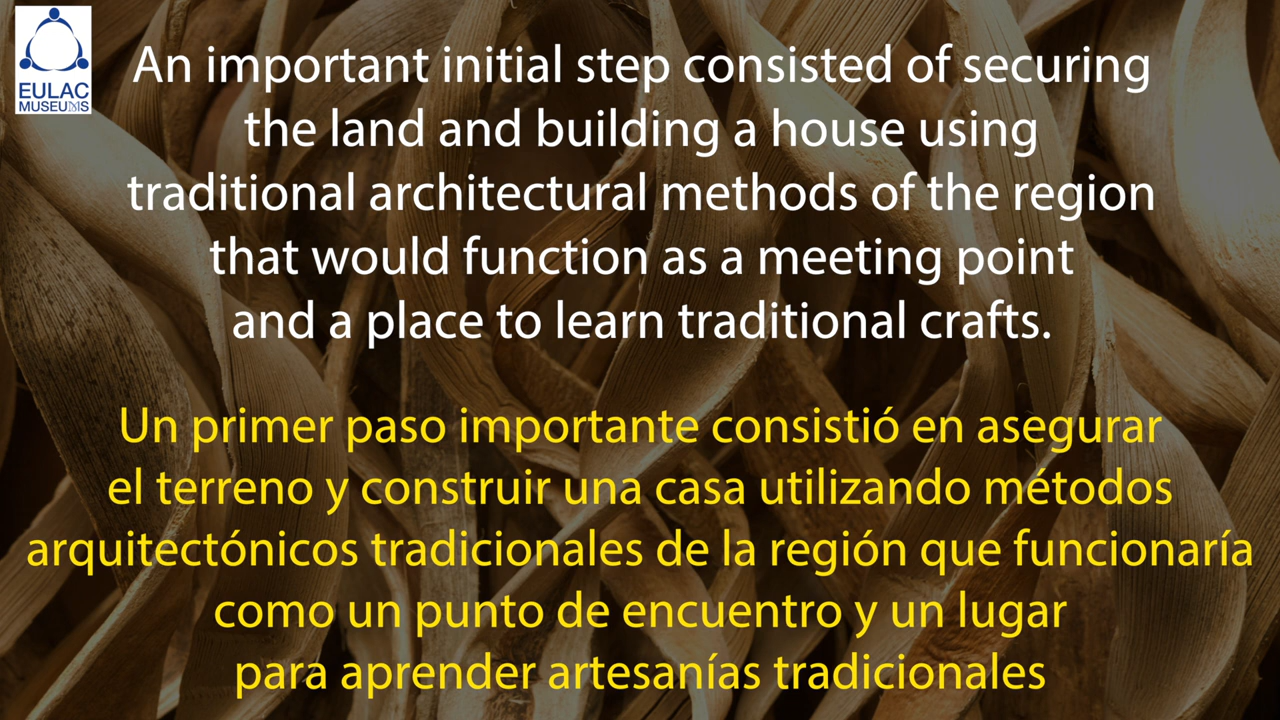 EULAC
MUSEUMS
An important initial step consisted of securing
the land and building a house using
traditional architectural methods of the region
that would function as a meeting point
and a place to learn traditional crafts.
Un primer paso importante consistió en asegurar
el terreno y construir una casa utilizando métodos
arquitectónicos tradicionales de la región que funcionaría
como un punto de encuentro y un lugar
para aprender artesanías tradicionales